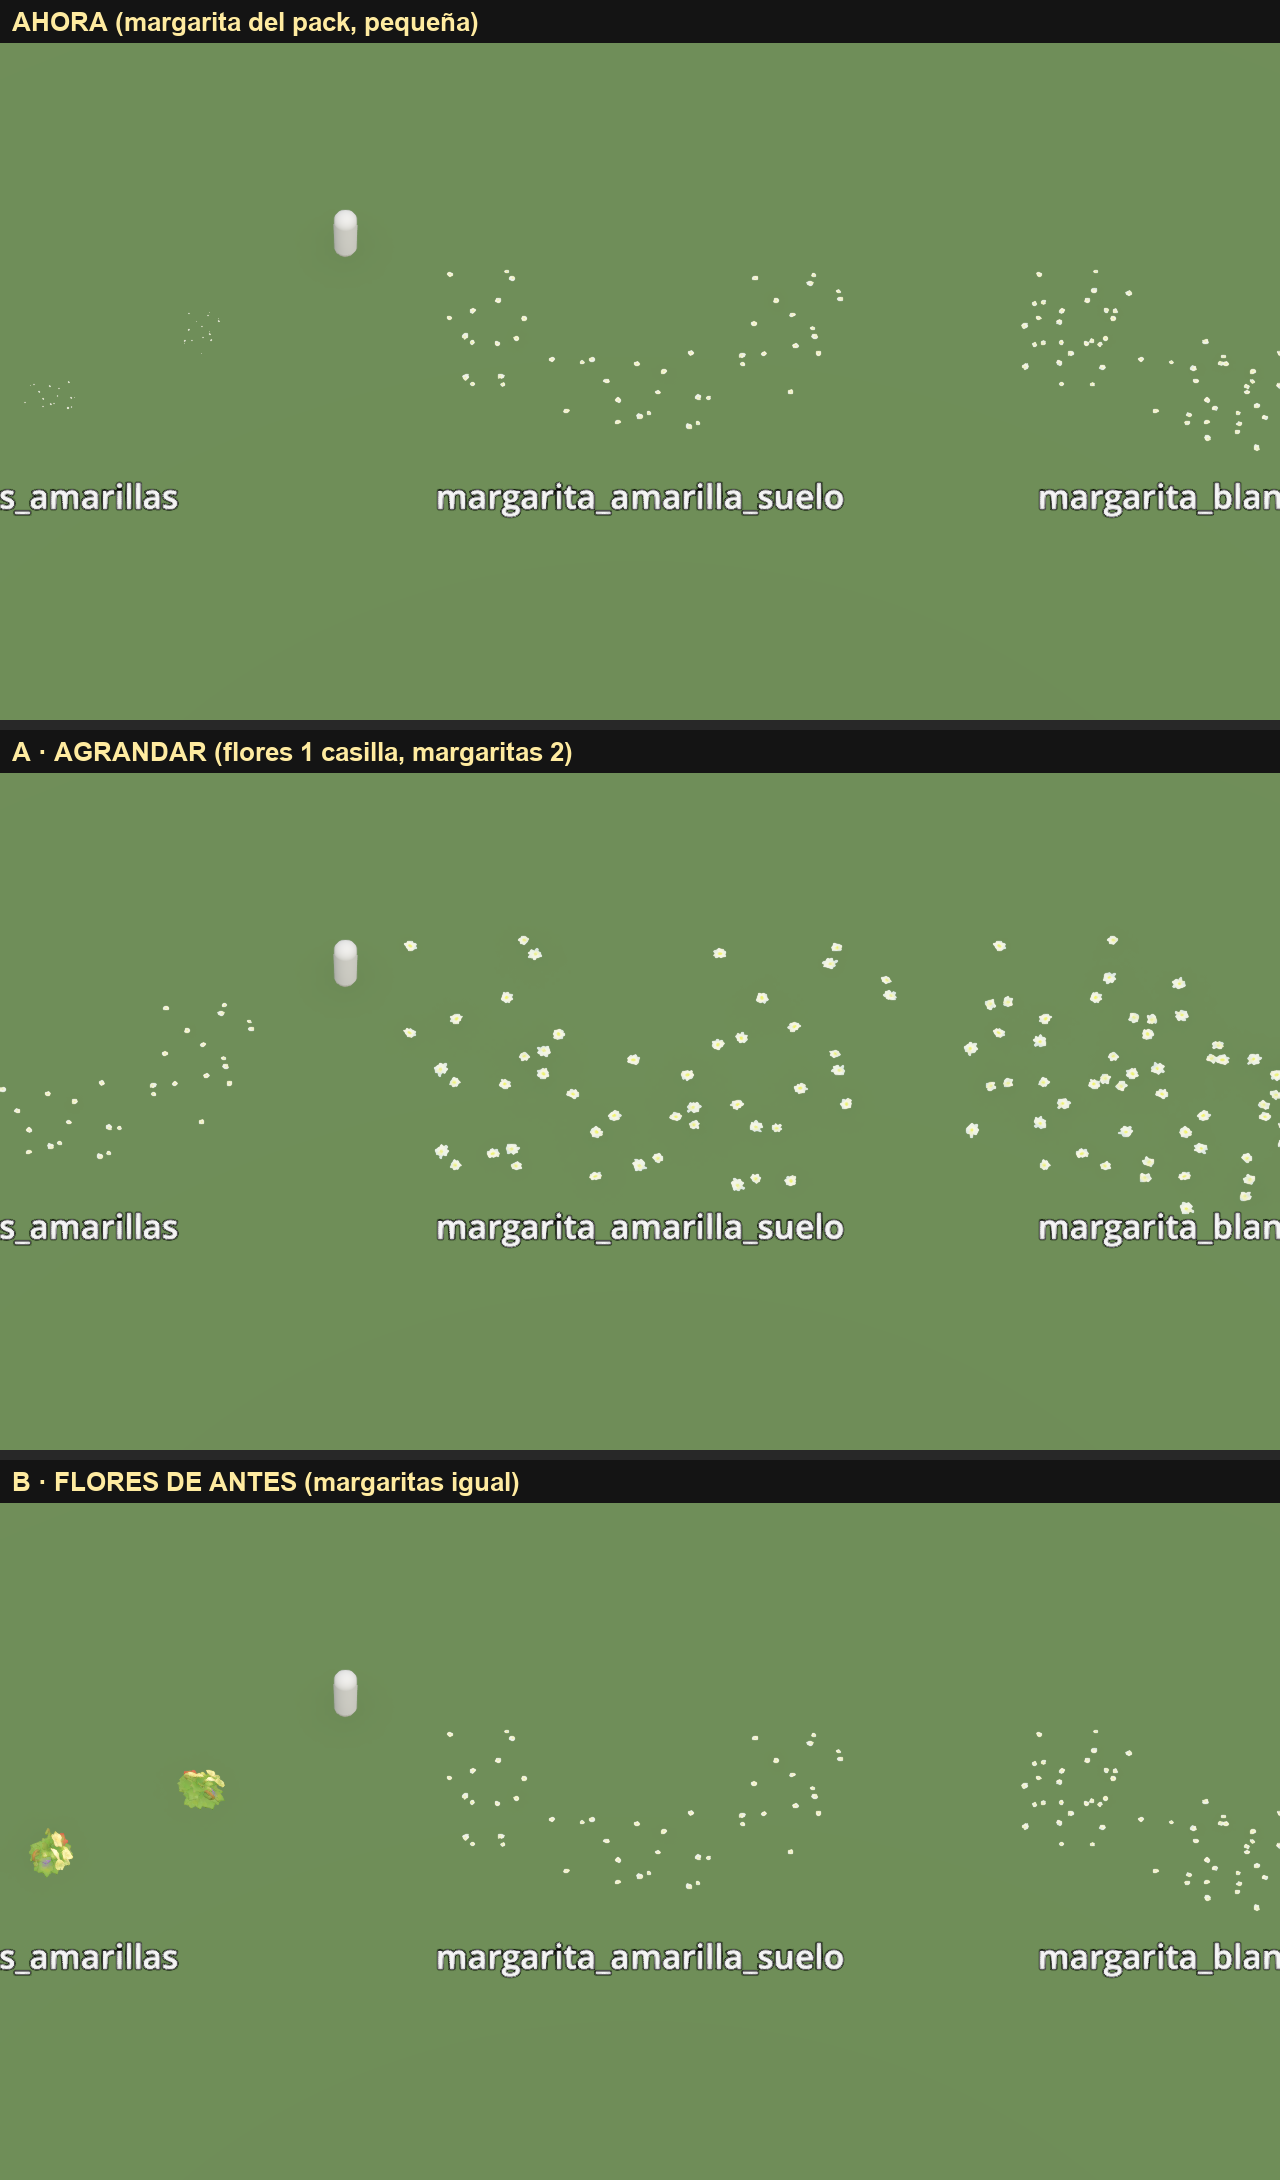 AHORA (margarita del pack, pequeña)
s_amarillas margarita_amarilla_suelo margarita_blan
A · AGRANDAR (flores 1 casilla, margaritas 2)
s_amarillas margarita_amarilla_suelo margarita_blan
B · FLORES DE ANTES (margaritas igual)
s_amarillas margarita_amarilla_suelo margarita_blan